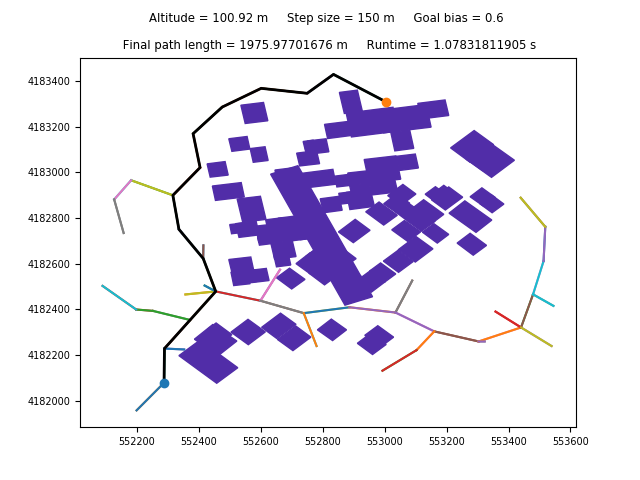 Altitude = 100.92 m     Step size = 150 m     Goal bias = 0.6
Final path length = 1975.97701676 m     Runtime = 1.07831811905 s
4183400
4183200
4183000
4182800
4182600
4182400
4182200
4182000
552200 552400 552600 552800 553000 553200 553400 553600